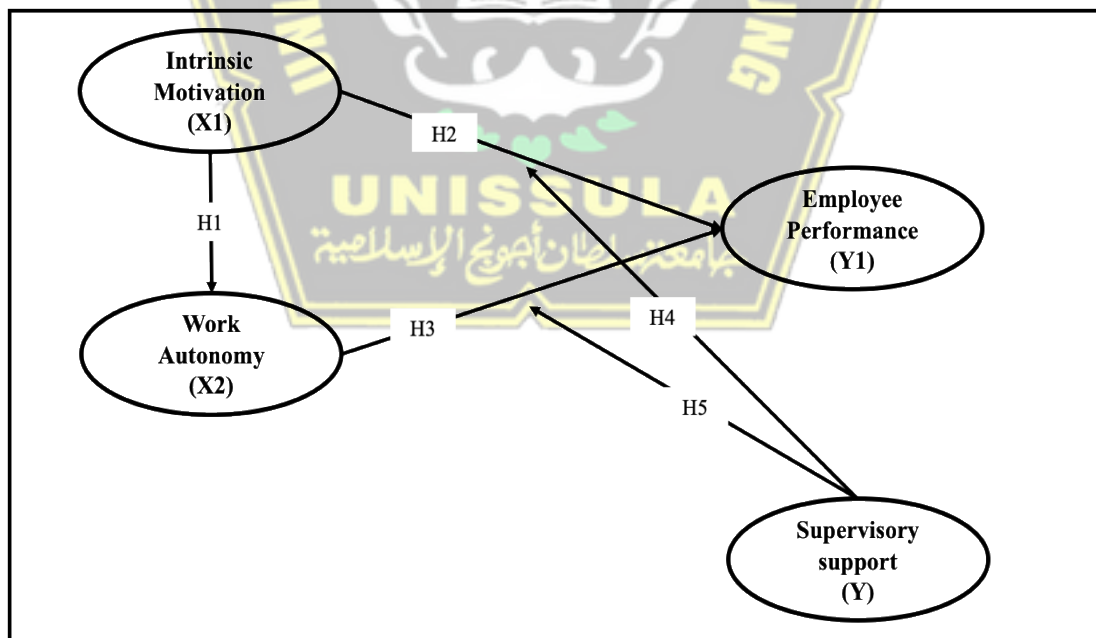 UNG
Intrinsic
Motivation
(X1)
H2
UNISSULA
جامعة سلطان أجونج الإسلامية
Employee
Performance
(Y1)
H1
Work
Autonomy
(X2)
H3
H4
H5
Supervisory
support
(Y)